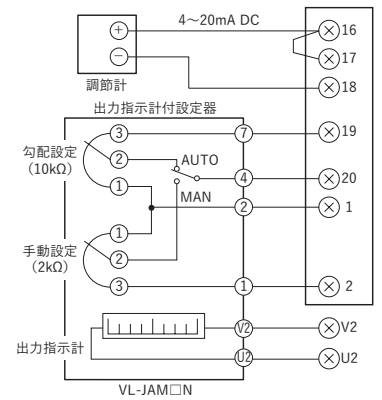 4～20mA DC
＋
－
調節計
16
17
18
出力指示計付設定器
3
7
19
勾配設定
（10kΩ）
2
AUTO
4
20
1
MAN
2
1
1
手動設定
（2kΩ）
2
3
1
2
出力指示計
V2
V2
U2
U2
VL-JAM□N